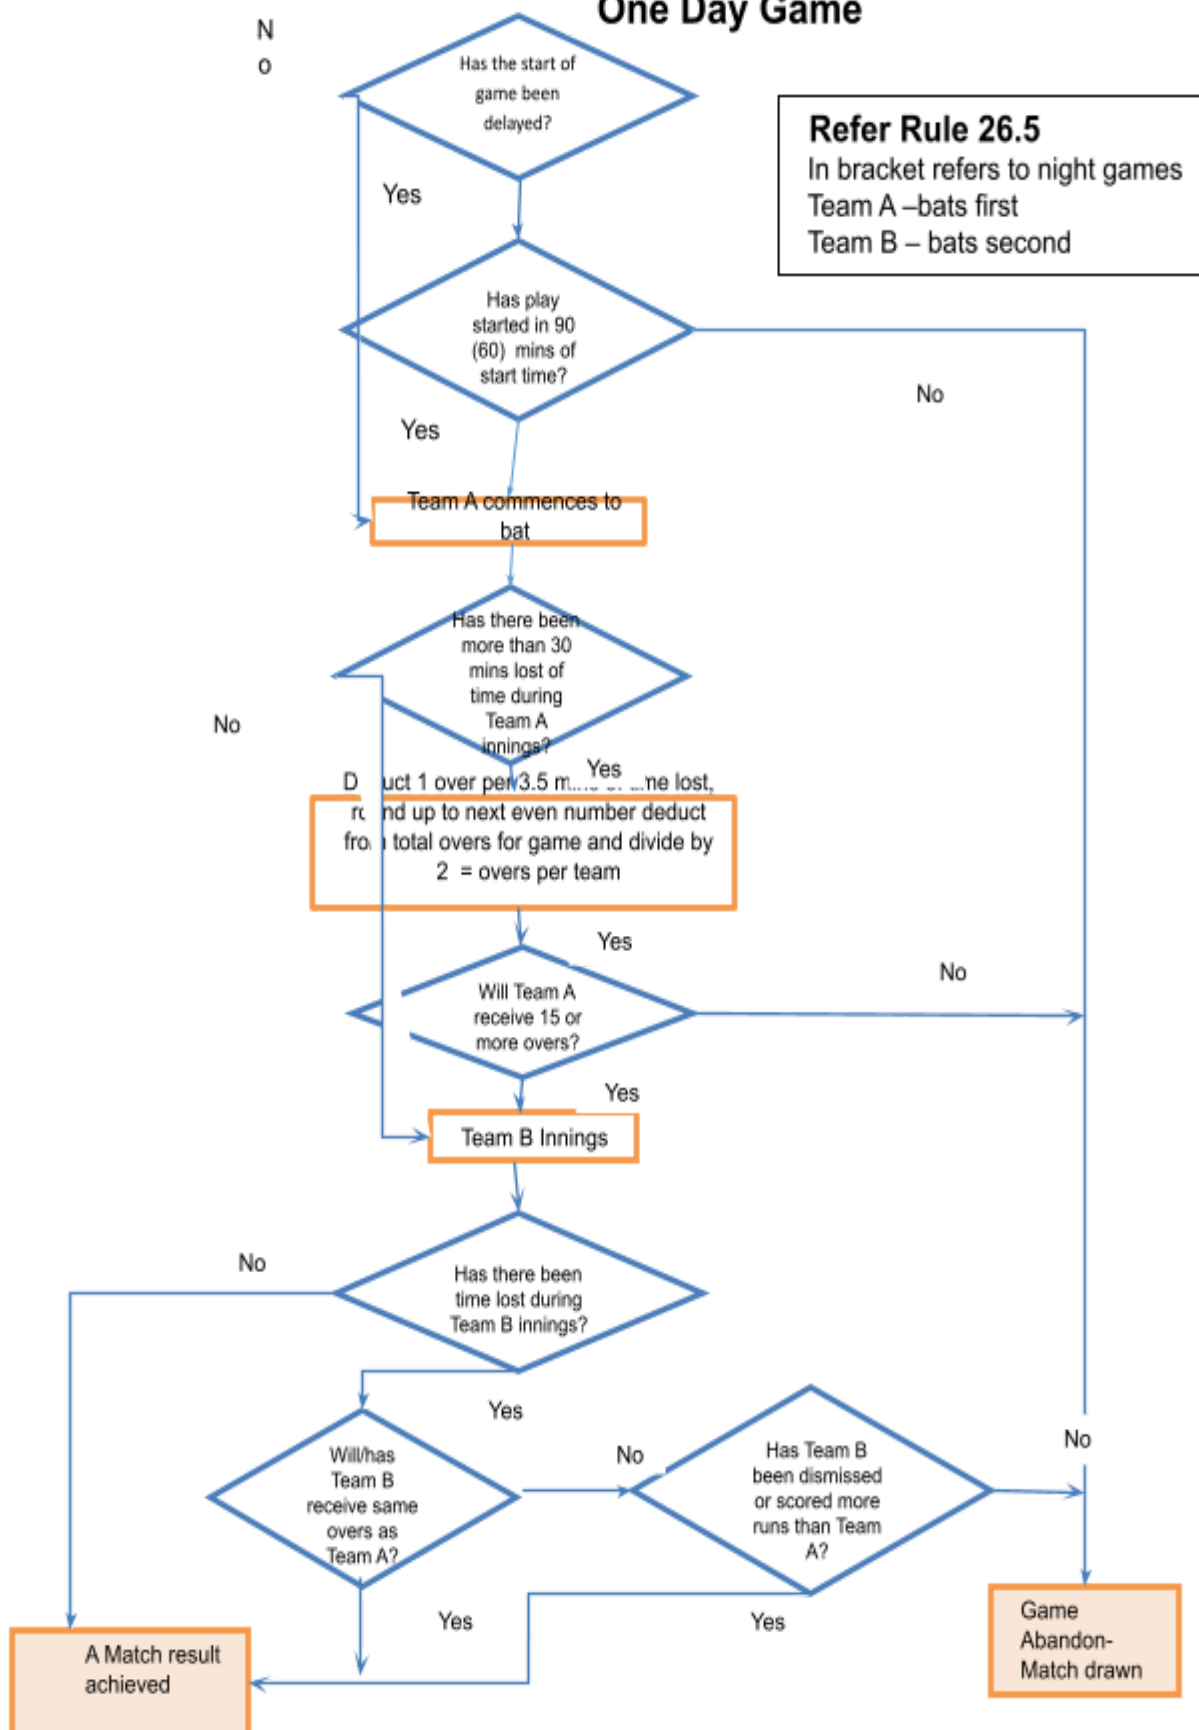 One Day Game
N
o
Has the start of
game been
delayed?
Refer Rule 26.5
In bracket refers to night games
Team A –bats first
Team B – bats second
Yes
Has play
started in 90
(60) mins of
start time?
No
Yes
Team A commences to
bat
Has there been
more than 30
mins lost of
time during
Team A
innings?
No
Yes
1 over per 3.5 lost,
up to next even number deduct
total overs for game and divide by
2 = overs per team
Yes
No
Will Team A
receive 15 or
more overs?
Yes
Team B Innings
No
Has there been
time lost during
Team B innings?
Yes
Will/has
Team B
receive same
overs as
Team A?
No
Has Team B
been dismissed
or scored more
runs than Team
A?
No
Yes
Yes
Game
Abandon-
Match drawn
A Match result
achieved